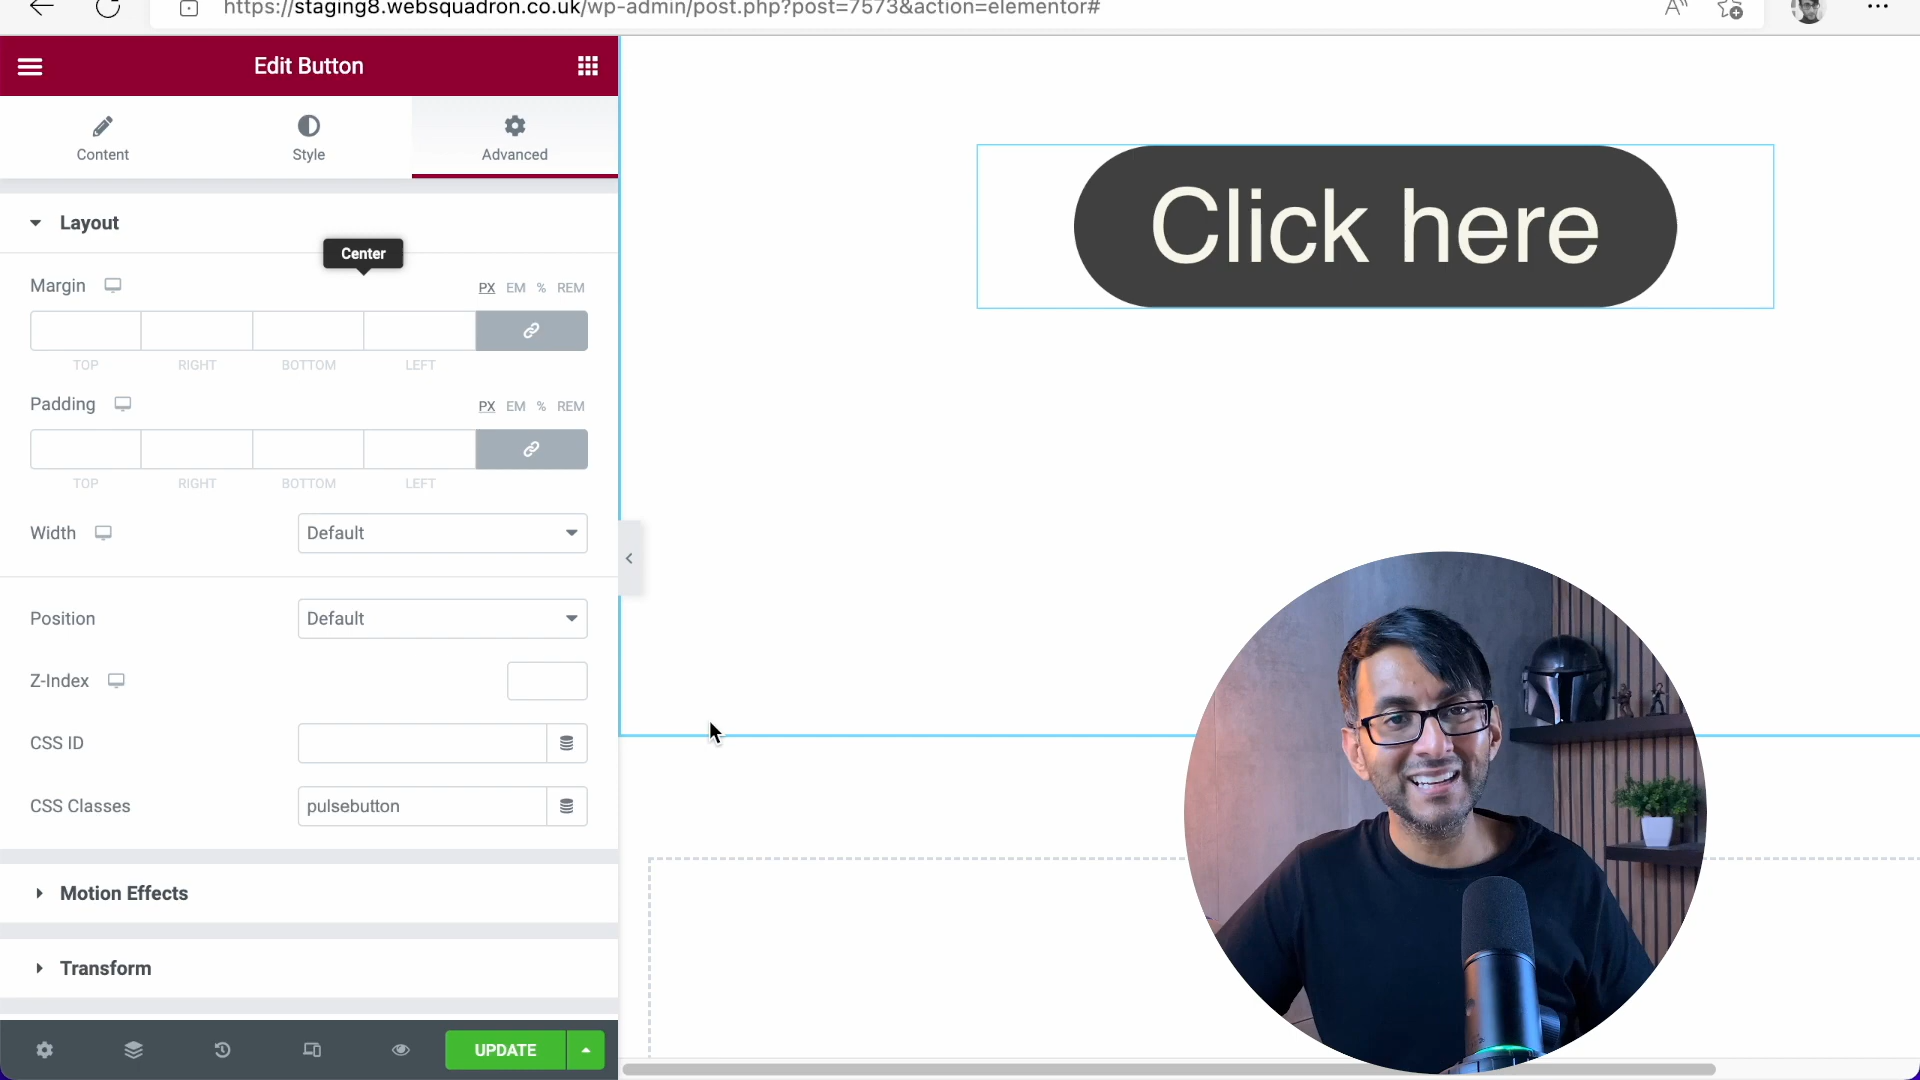 https://staging8.websquadron.co.uk/wp-admin/post.php?post=7573&action=elementor#
Edit Button
Content
Style
Advanced
Layout
Center
Margin
PX EM % REM
TOP RIGHT BOTTOM LEFT
Padding
PX EM % REM
TOP RIGHT BOTTOM LEFT
Width
Default
Position
Default
Z-Index
CSS ID
CSS Classes
pulsebutton
Motion Effects
Transform
UPDATE
Click here